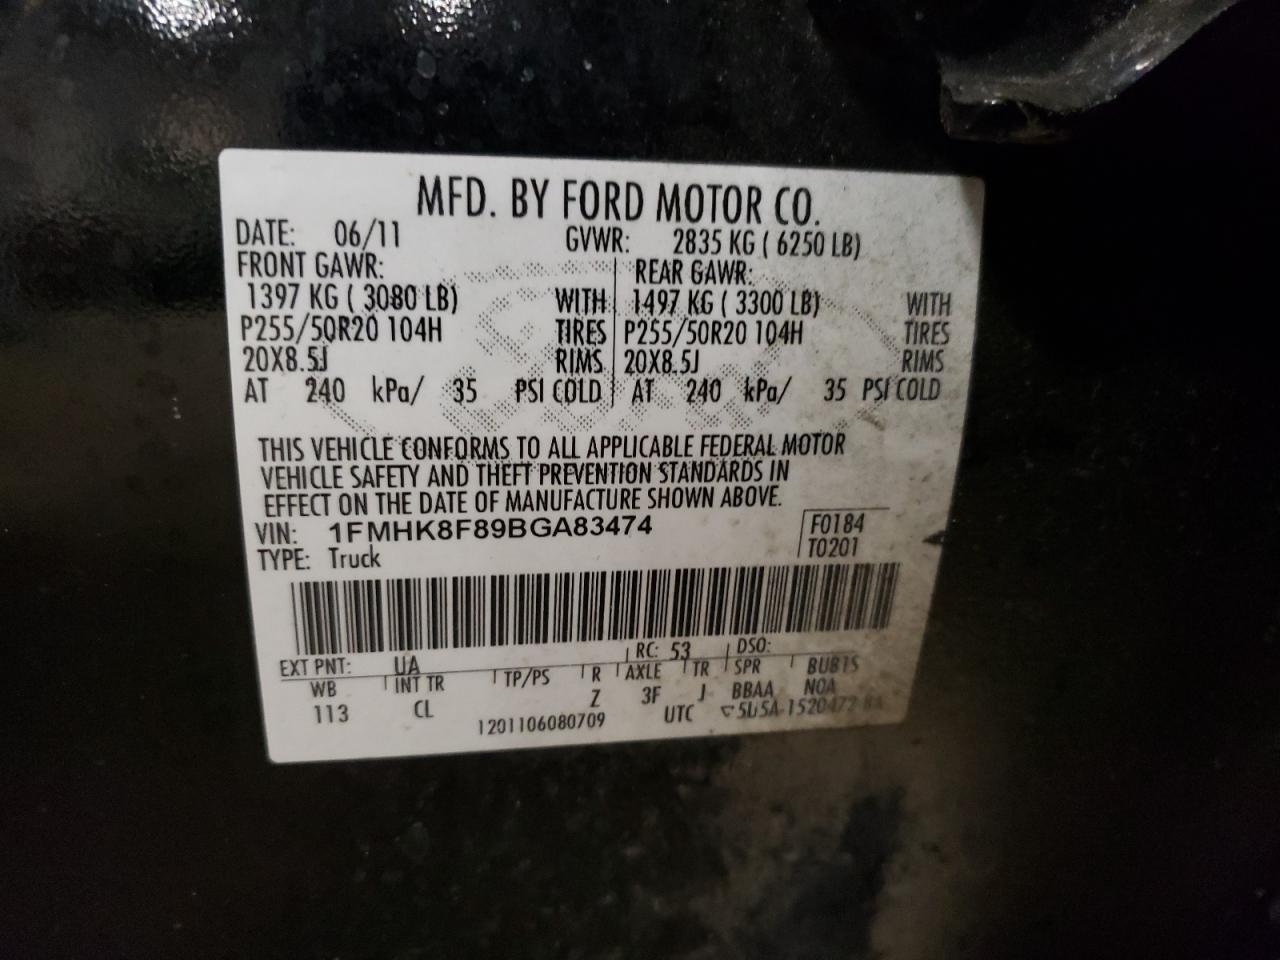 MFD. BY FORD MOTOR CO.
DATE: 06/11 GVWR: 2835 KG ( 6250 LB)
FRONT GAWR: REAR GAWR:
1397 KG ( 3080 LB) WITH 1497 KG ( 3300 LB) WITH
P255/50R20 104H TIRES P255/50R20 104H TIRES
20X8.5J RIMS 20X8.5J RIMS
AT 240 kPa/ 35 PSI COLD AT 240 kPa/ 35 PSI COLD
THIS VEHICLE CONFORMS TO ALL APPLICABLE FEDERAL MOTOR
VEHICLE SAFETY AND THEFT PREVENTION STANDARDS IN
EFFECT ON THE DATE OF MANUFACTURE SHOWN ABOVE.
VIN: 1FMHK8F89BGA83474 F0184
TYPE: Truck T0201
EXT PNT: UA RC: 53 DSO:
WB INT TR TP/PS R AXLE TR SPR
113 CL Z 3F J BBAA NOA
1201106080709 UTC